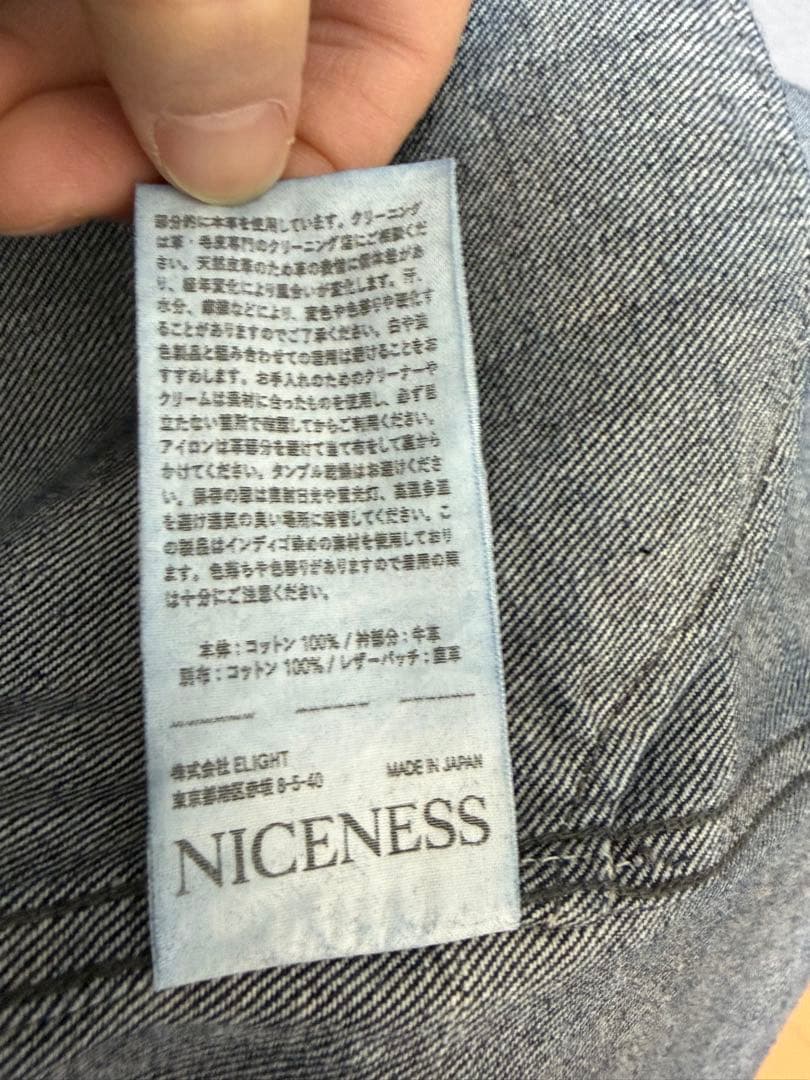 部分的に本革を使用しています。クリーニング
は革・毛皮専門のクリーニング店にご相談くだ
さい。天然皮革のため革の表情に個体差があ
り、経年変化により風合いが変化します。汗、
水分、摩擦などにより、変色や色移りや硬化す
ることがありますのでご了承ください。白や淡
色製品と組み合わせての着用は避けることをお
すすめします。お手入れのためのクリーナーや
クリームは素材に合ったものを使用し、必ず目
立たない箇所で確認してからご利用ください。
アイロンは革部分を避けて当て布をして裏から
かけてください。タンブル乾燥はお避けくださ
い。保存の際は直射日光や蛍光灯、高温多湿
を避け通気の良い場所に保管してください。こ
の製品はインディゴ染めの素材を使用しており
ます。色落ちや色移りがありますので着用の際
は十分にご注意ください。
本体：コットン 100% / 衿部分：牛革
別布：コットン 100% / レザーパッチ：鹿革
株式会社 ELIGHT
東京都港区赤坂 8-5-40
MADE IN JAPAN
NICENESS